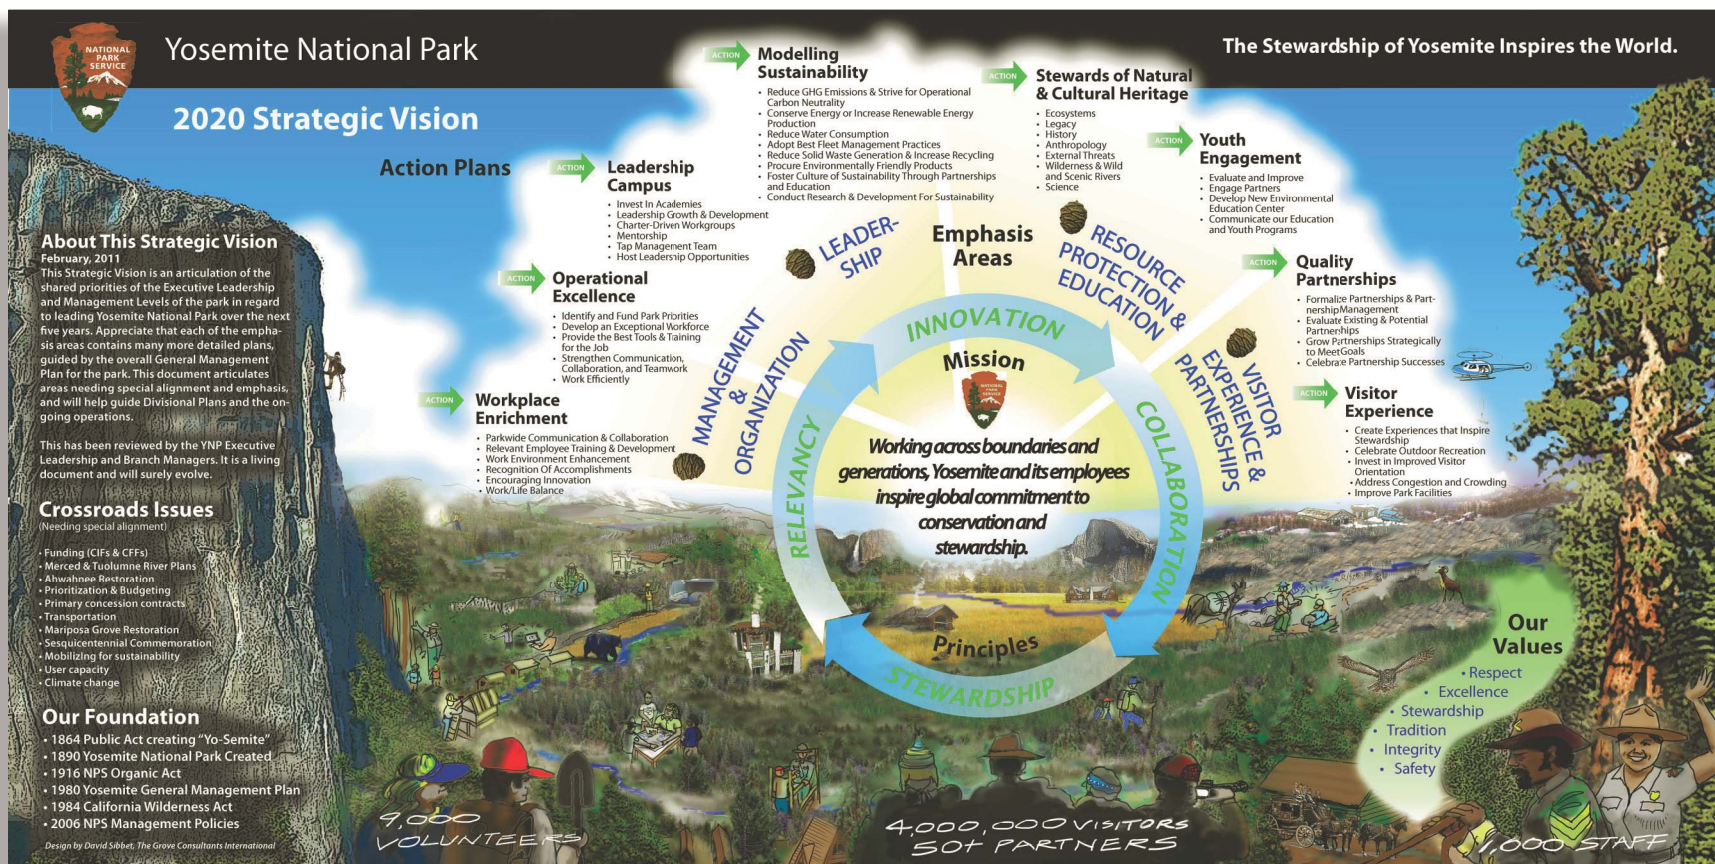 NATIONAL
PARK
SERVICE
Yosemite National Park
The Stewardship of Yosemite Inspires the World.
2020 Strategic Vision
Action Plans
About This Strategic Vision
February, 2011
This Strategic Vision is an articulation of the
shared priorities of the Executive Leadership
and Management Levels of the park in regard
to leading Yosemite National Park over the next
five years. Appreciate that each of the empha-
sis areas contains many more detailed plans,
guided by the overall General Management
Plan for the park. This document articulates
areas needing special alignment and emphasis,
and will help guide Divisional Plans and the on-
going operations.
This has been reviewed by the YNP Executive
Leadership and Branch Managers. It is a living
document and will surely evolve.
Crossroads Issues
(Needing special alignment)
• Funding (CIFs & CFFs)
• Merced & Tuolumne River Plans
• Ahwahnee Restoration
• Prioritization & Budgeting
• Primary concession contracts
• Transportation
• Mariposa Grove Restoration
• Sesquicentennial Commemoration
• Mobilizing for sustainability
• User capacity
• Climate change
Our Foundation
• 1864 Public Act creating "Yo-Semite"
• 1890 Yosemite National Park Created
• 1916 NPS Organic Act
• 1980 Yosemite General Management Plan
• 1984 California Wilderness Act
• 2006 NPS Management Policies
Design by David Sibbet, The Grove Consultants International
ACTION
Workplace
Enrichment
• Parkwide Communication & Collaboration
• Relevant Employee Training & Development
• Work Environment Enhancement
• Recognition Of Accomplishments
• Encouraging Innovation
• Work/Life Balance
ACTION
Operational
Excellence
• Identify and Fund Park Priorities
• Develop an Exceptional Workforce
• Provide the Best Tools & Training
for the Job
• Strengthen Communication,
Collaboration, and Teamwork
• Work Efficiently
ACTION
Leadership
Campus
• Invest In Academies
• Leadership Growth & Development
• Charter-Driven Workgroups
• Mentorship
• Tap Management Team
• Host Leadership Opportunities
ACTION
Modelling
Sustainability
• Reduce GHG Emissions & Strive for Operational
Carbon Neutrality
• Conserve Energy or Increase Renewable Energy
Production
• Reduce Water Consumption
• Adopt Best Fleet Management Practices
• Reduce Solid Waste Generation & Increase Recycling
• Procure Environmentally Friendly Products
• Foster Culture of Sustainability Through Partnerships
and Education
• Conduct Research & Development For Sustainability
ACTION
Stewards of Natural
& Cultural Heritage
• Ecosystems
• Legacy
• History
• Anthropology
• External Threats
• Wilderness & Wild
and Scenic Rivers
• Science
ACTION
Youth
Engagement
• Evaluate and Improve
• Engage Partners
• Develop New Environmental
Education Center
• Communicate our Education
and Youth Programs
ACTION
Quality
Partnerships
• Formalize Partnerships & Part-
nership Management
• Evaluate Existing & Potential
Partnerships
• Grow Partnerships Strategically
to Meet Goals
• Celebrate Partnership Successes
ACTION
Visitor
Experience
• Create Experiences that Inspire
Stewardship
• Celebrate Outdoor Recreation
• Invest in Improved Visitor
Orientation
• Address Congestion and Crowding
• Improve Park Facilities
Emphasis
Areas
MANAGEMENT
&
ORGANIZATION
LEADER-
SHIP
RESOURCE
PROTECTION &
EDUCATION
VISITOR
EXPERIENCE &
PARTNERSHIPS
INNOVATION
COLLABORATION
STEWARDSHIP
RELEVANCY
Mission
NATIONAL
PARK
SERVICE
Working across boundaries and
generations, Yosemite and its employees
inspire global commitment to
conservation and
stewardship.
Principles
Our
Values
• Respect
• Excellence
• Stewardship
• Tradition
• Integrity
• Safety
9,000
VOLUNTEERS
4,000,000 VISITORS
50+ PARTNERS
1,000 STAFF